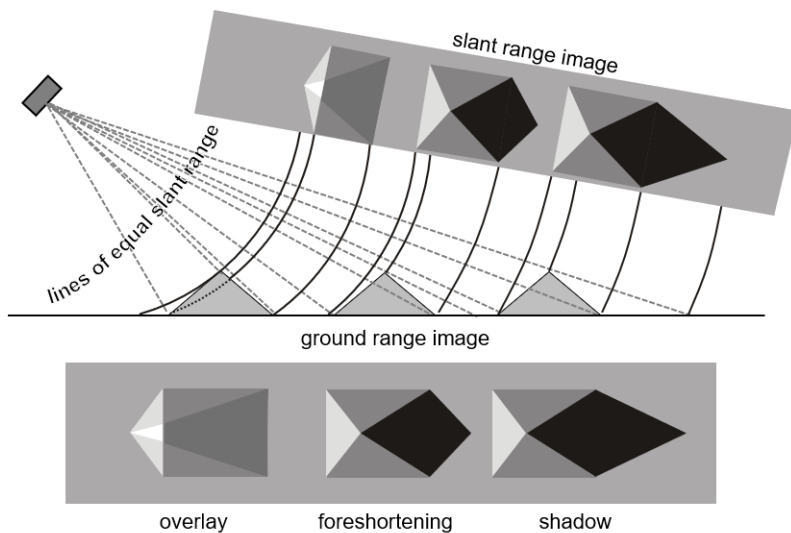 slant range image
lines of equal slant range
ground range image
overlay foreshortening shadow